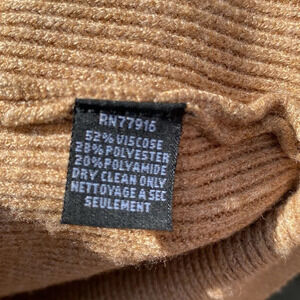 RN77916
52% VISCOSE
28% POLYESTER
20% POLYAMIDE
DRY CLEAN ONLY
NETTOYAGE A SEC
SEULEMENT